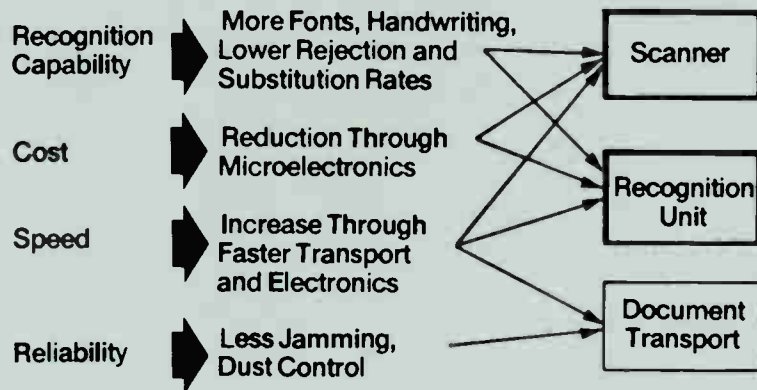 Recognition
Capability
More Fonts, Handwriting,
Lower Rejection and
Substitution Rates
Scanner
Cost
Reduction Through
Microelectronics
Recognition
Unit
Speed
Increase Through
Faster Transport
and Electronics
Document
Transport
Reliability
Less Jamming,
Dust Control